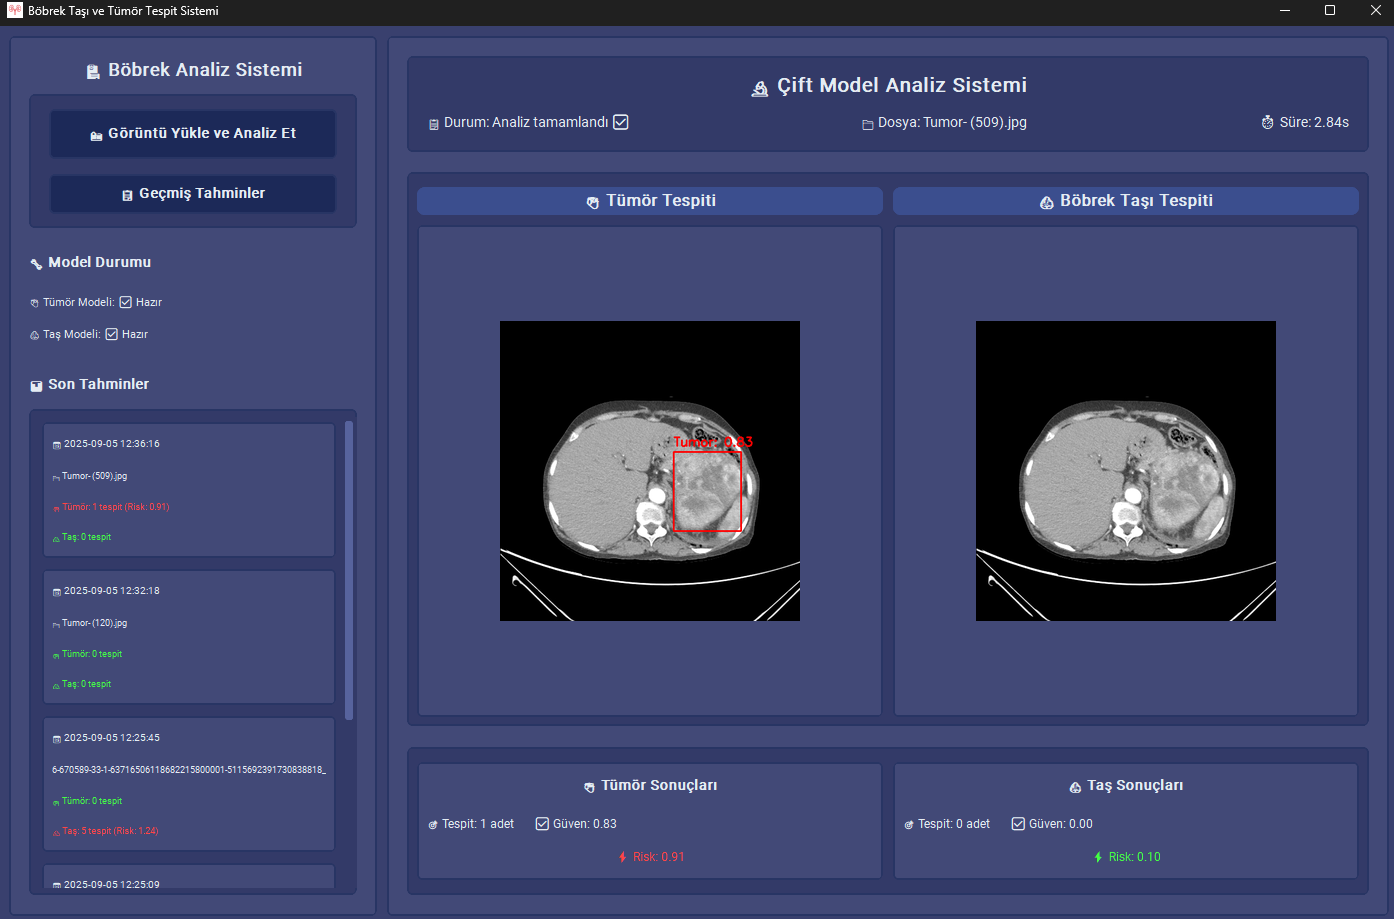 Böbrek Taşı ve Tümör Tespit Sistemi
Böbrek Analiz Sistemi
Görüntü Yükle ve Analiz Et
Geçmiş Tahminler
Model Durumu
Tümör Modeli: Hazır
Taş Modeli: Hazır
Son Tahminler
2025-09-05 12:36:16
Tumor- (509).jpg
Tümör: 1 tespit (Risk: 0.91)
Taş: 0 tespit
2025-09-05 12:32:18
Tumor- (120).jpg
Tümör: 0 tespit
Taş: 0 tespit
2025-09-05 12:25:45
6-670589-33-1-63716506118682215800001-5115692391730838818_
Tümör: 0 tespit
Taş: 5 tespit (Risk: 1.24)
2025-09-05 12:25:09
Çift Model Analiz Sistemi
Durum: Analiz tamamlandı
Dosya: Tumor- (509).jpg
Süre: 2.84s
Tümör Tespiti
Tumor: 0.83
Böbrek Taşı Tespiti
Tümör Sonuçları
Tespit: 1 adet Güven: 0.83
Risk: 0.91
Taş Sonuçları
Tespit: 0 adet Güven: 0.00
Risk: 0.10